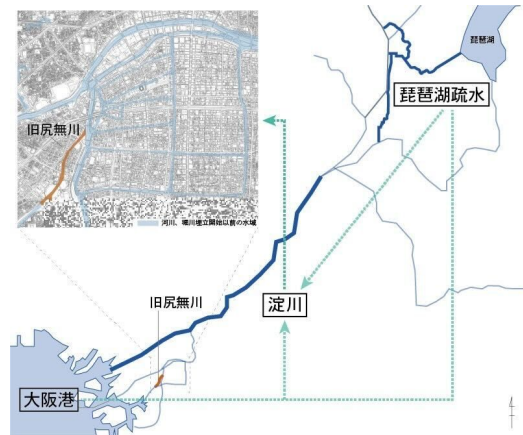 琵琶湖
琵琶湖疏水
旧尻無川
河川、堀川埋立開始以前の水域
旧尻無川
淀川
大阪港